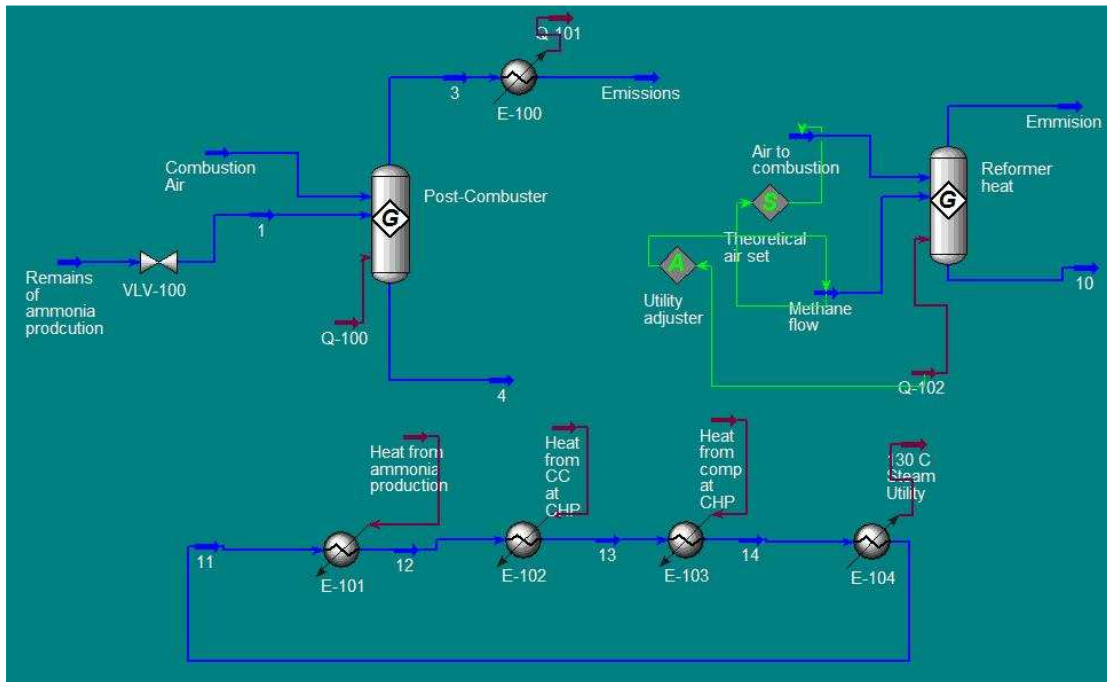 Q-101
3
E-100
Emissions
Combustion
Air
Post-Combuster
1
Remains
of
ammonia
prodcution
VLV-100
Q-100
4
Emmision
Air to
combustion
Reformer
heat
S
Theoretical
air set
A
Utility
adjuster
Methane
flow
10
Q-102
G
G
Heat from
ammonia
production
Heat
from
CC
at
CHP
Heat
from
comp
at
CHP
130 C
Steam
Utility
11
E-101
12
E-102
13
E-103
14
E-104